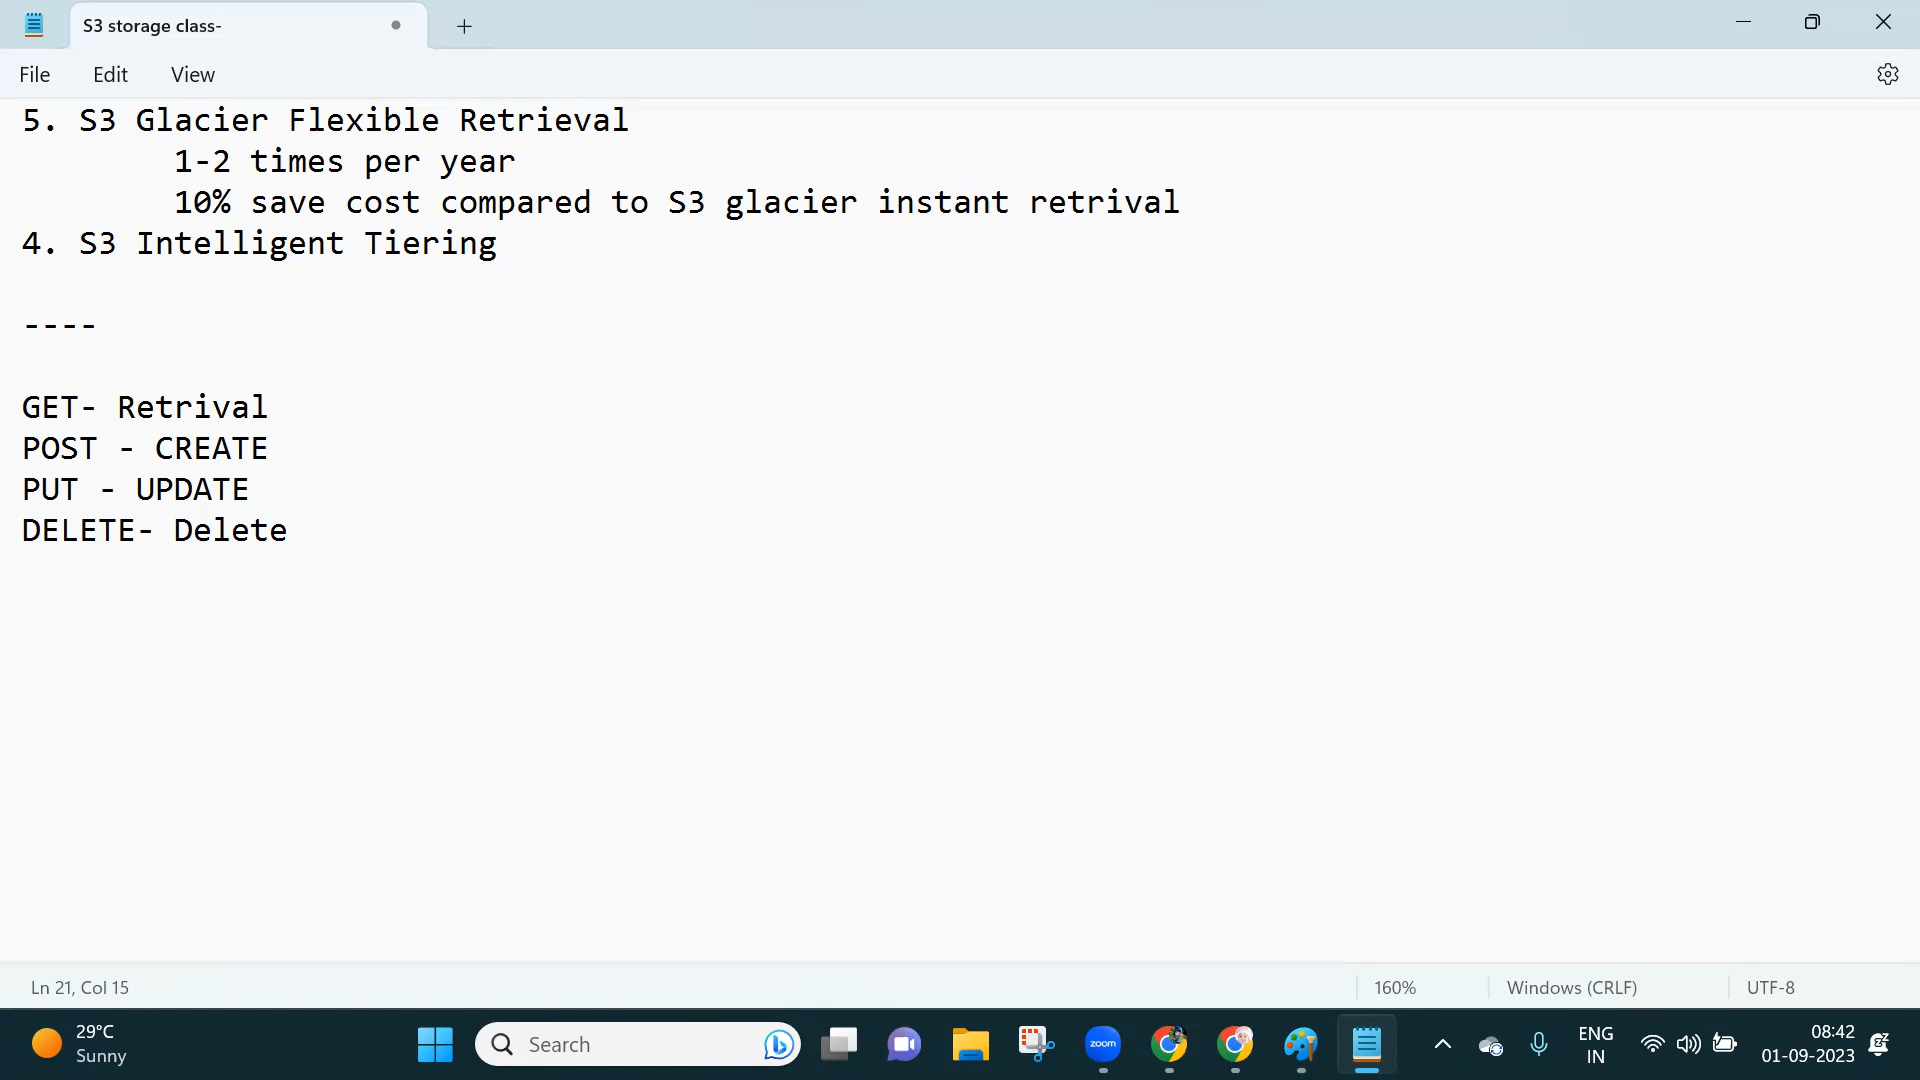 S3 storage class-
File Edit View
5. S3 Glacier Flexible Retrieval
1-2 times per year
10% save cost compared to S3 glacier instant retrival
4. S3 Intelligent Tiering
----
GET- Retrival
POST - CREATE
PUT - UPDATE
DELETE- Delete
Ln 21, Col 15 160% Windows (CRLF) UTF-8
29°C
Sunny
Search
zoom
ENG
IN
08:42
01-09-2023